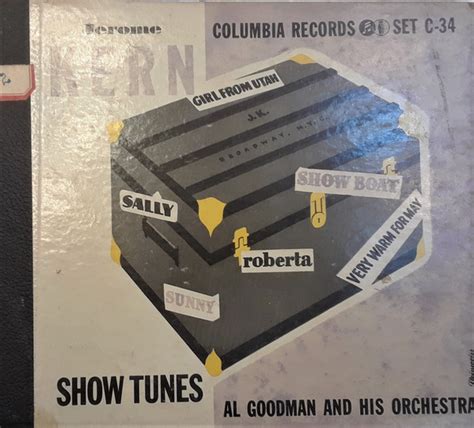 Jerome
KERN
COLUMBIA RECORDS SET C-34
GIRL FROM UTAH
J.K.
BROADWAY, N.Y.C.
SHOW BOAT
SALLY
VERY WARM FOR MAY
roberta
SUNNY
SHOW TUNES
AL GOODMAN AND HIS ORCHESTRA